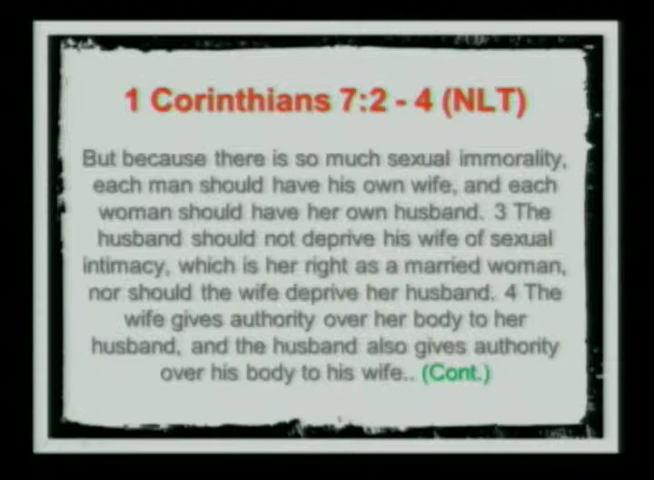 1 Corinthians 7:2 - 4 (NLT)
But because there is so much sexual immorality,
each man should have his own wife, and each
woman should have her own husband. 3 The
husband should not deprive his wife of sexual
intimacy, which is her right as a married woman,
nor should the wife deprive her husband. 4 The
wife gives authority over her body to her
husband, and the husband also gives authority
over his body to his wife.. (Cont.)